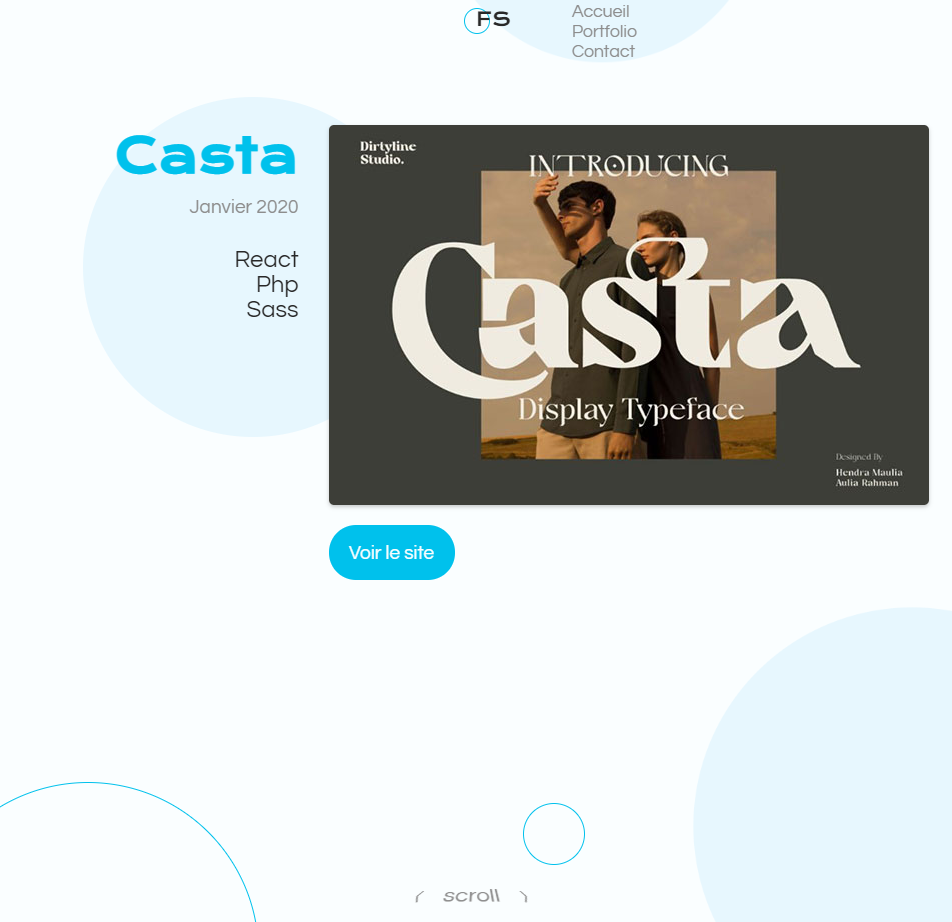 FS
Accueil
Portfolio
Contact
Casta
Janvier 2020
React
Php
Sass
Dirtyline
Studio.
INTRODUCING
Casta
Display Typeface
Designed By
Hendra Maulia
Aulia Rahman
Voir le site
scroll